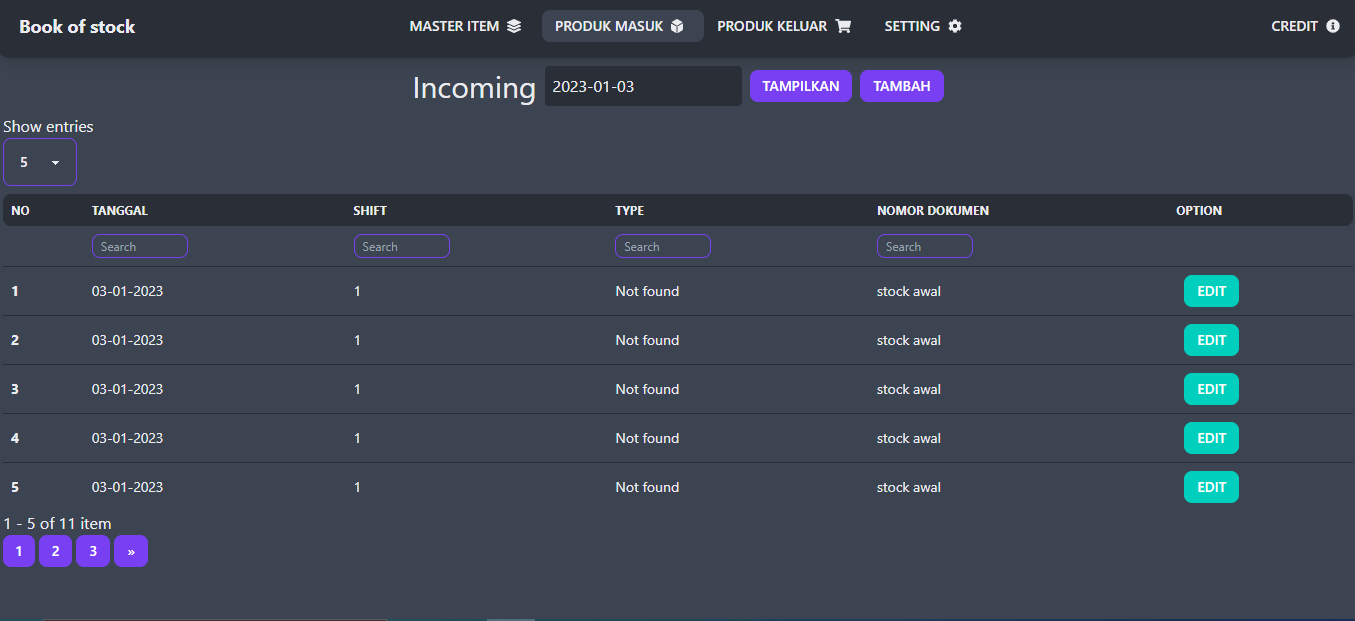 Book of stock MASTER ITEM PRODUK MASUK PRODUK KELUAR SETTING CREDIT
Incoming 2023-01-03 TAMPILKAN TAMBAH
Show entries
5
NO TANGGAL SHIFT TYPE NOMOR DOKUMEN OPTION
Search Search Search Search
1 03-01-2023 1 Not found stock awal EDIT
2 03-01-2023 1 Not found stock awal EDIT
3 03-01-2023 1 Not found stock awal EDIT
4 03-01-2023 1 Not found stock awal EDIT
5 03-01-2023 1 Not found stock awal EDIT
1 - 5 of 11 item
1 2 3 »